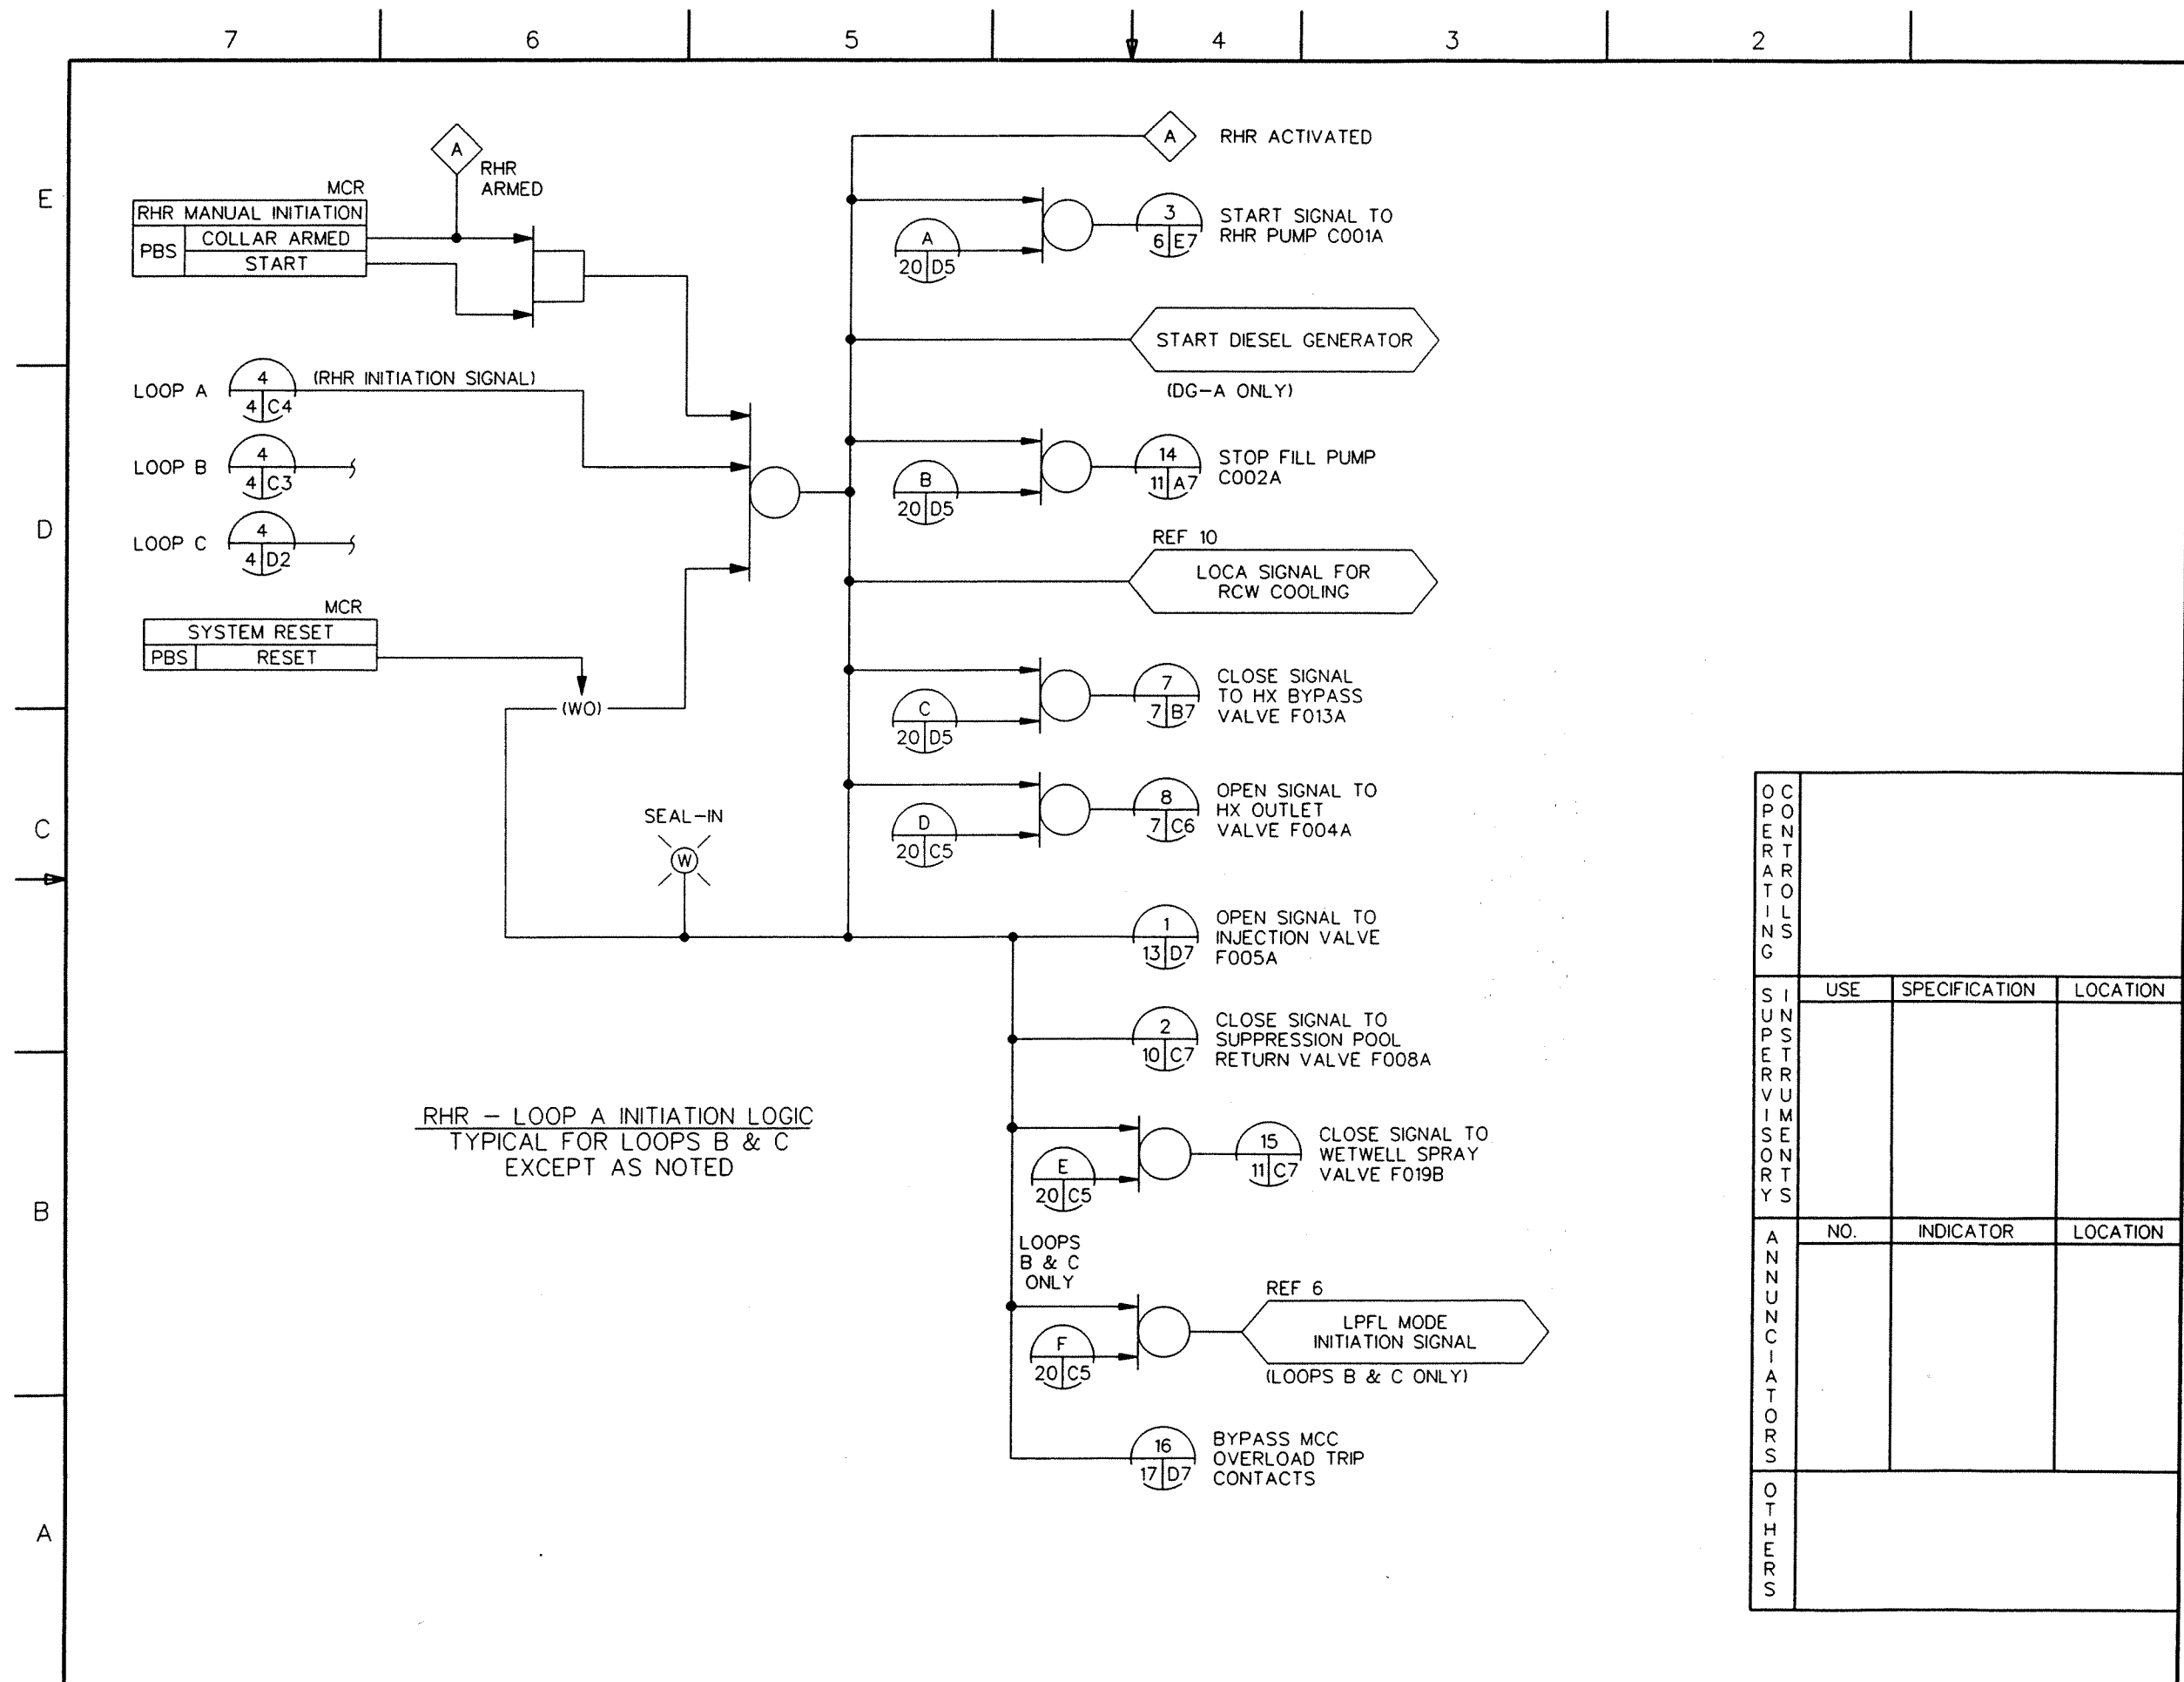 7 6 5 4 3 2
E
D
C
B
A
A
RHR
ARMED
MCR
RHR MANUAL INITIATION
PBS
COLLAR ARMED
START
LOOP A
4
4 C4
(RHR INITIATION SIGNAL)
LOOP B
4
4 C3
LOOP C
4
4 D2
MCR
SYSTEM RESET
PBS RESET
(WO)
SEAL-IN
W
A RHR ACTIVATED
A
20 D5
3
6 E7
START SIGNAL TO
RHR PUMP C001A
START DIESEL GENERATOR
(DG-A ONLY)
B
20 D5
14
11 A7
STOP FILL PUMP
C002A
REF 10
LOCA SIGNAL FOR
RCW COOLING
C
20 D5
7
7 B7
CLOSE SIGNAL
TO HX BYPASS
VALVE F013A
D
20 C5
8
7 C6
OPEN SIGNAL TO
HX OUTLET
VALVE F004A
1
13 D7
OPEN SIGNAL TO
INJECTION VALVE
F005A
2
10 C7
CLOSE SIGNAL TO
SUPPRESSION POOL
RETURN VALVE F008A
E
20 C5
15
11 C7
CLOSE SIGNAL TO
WETWELL SPRAY
VALVE F019B
LOOPS
B & C
ONLY
F
20 C5
REF 6
LPFL MODE
INITIATION SIGNAL
(LOOPS B & C ONLY)
16
17 D7
BYPASS MCC
OVERLOAD TRIP
CONTACTS
RHR - LOOP A INITIATION LOGIC
TYPICAL FOR LOOPS B & C
EXCEPT AS NOTED
OPERATING
CONTROLS
SUPERVISORY
INSTRUMENTS
USE SPECIFICATION LOCATION
ANNUNCIATORS
NO. INDICATOR LOCATION
OTHERS